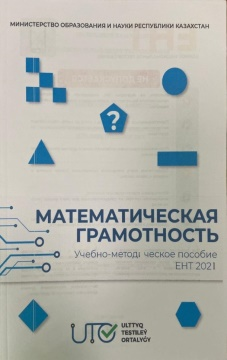 МИНИСТЕРСТВО ОБРАЗОВАНИЯ И НАУКИ РЕСПУБЛИКИ КАЗАХСТАН
?
МАТЕМАТИЧЕСКАЯ
ГРАМОТНОСТЬ
Учебно-методическое пособие
ЕНТ 2021
UTO
ULTTYQ
TESTILEÝ
ORTALYǴY